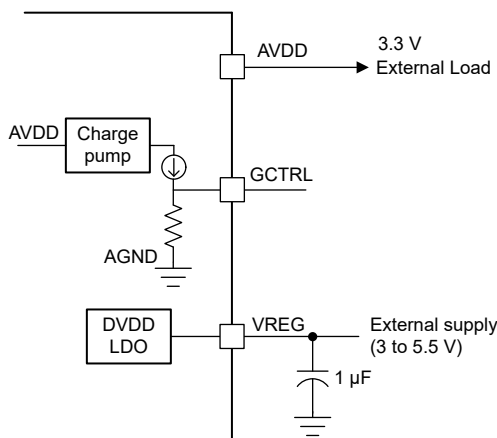 AVDD
3.3 V
External Load
AVDD
Charge
pump
GCTRL
AGND
DVDD
LDO
VREG
External supply
(3 to 5.5 V)
1 µF